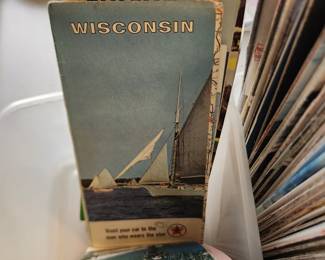 WISCONSIN
Trust your car to the
man who wears the star